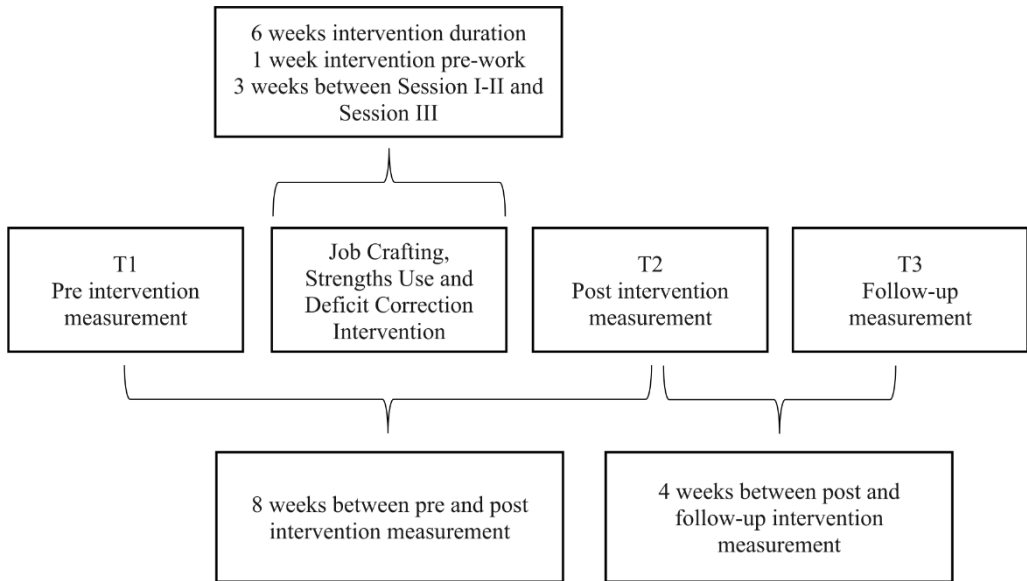 6 weeks intervention duration
1 week intervention pre-work
3 weeks between Session I-II and
Session III
T1
Pre intervention
measurement
Job Crafting,
Strengths Use and
Deficit Correction
Intervention
T2
Post intervention
measurement
T3
Follow-up
measurement
8 weeks between pre and post
intervention measurement
4 weeks between post and
follow-up intervention
measurement